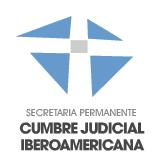 SECRETARIA PERMANENTE
CUMBRE JUDICIAL
IBEROAMERICANA